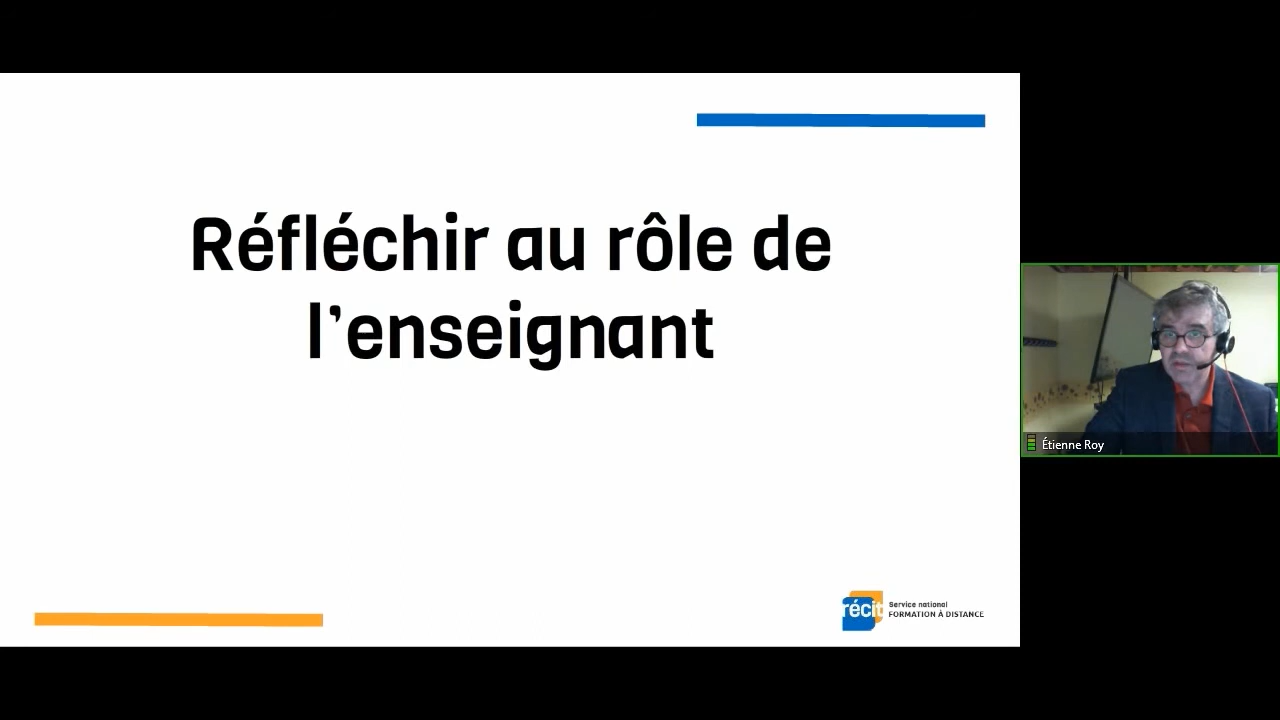 Réfléchir au rôle de
l’enseignant
récit
Service national
FORMATION À DISTANCE
Étienne Roy